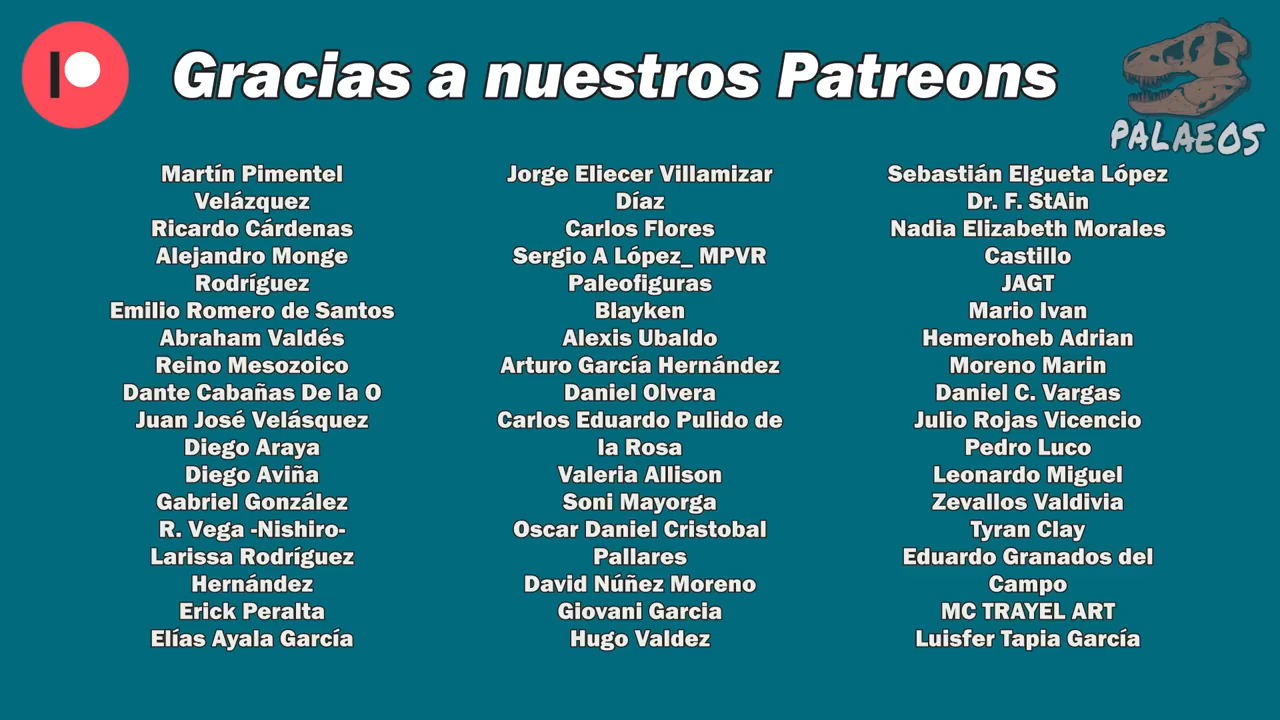 Gracias a nuestros Patreons
PALAEOS
Martín Pimentel
Velázquez
Ricardo Cárdenas
Alejandro Monge
Rodríguez
Emilio Romero de Santos
Abraham Valdés
Reino Mesozoico
Dante Cabañas De la O
Juan José Velásquez
Diego Araya
Diego Aviña
Gabriel González
R. Vega -Nishiro-
Larissa Rodríguez
Hernández
Erick Peralta
Elías Ayala García
Jorge Eliecer Villamizar
Díaz
Carlos Flores
Sergio A López_ MPVR
Paleofiguras
Blayken
Alexis Ubaldo
Arturo García Hernández
Daniel Olvera
Carlos Eduardo Pulido de
la Rosa
Valeria Allison
Soni Mayorga
Oscar Daniel Cristobal
Pallares
David Núñez Moreno
Giovani Garcia
Hugo Valdez
Sebastián Elgueta López
Dr. F. StAin
Nadia Elizabeth Morales
Castillo
JAGT
Mario Ivan
Hemeroheb Adrian
Moreno Marin
Daniel C. Vargas
Julio Rojas Vicencio
Pedro Luco
Leonardo Miguel
Zevallos Valdivia
Tyran Clay
Eduardo Granados del
Campo
MC TRAYEL ART
Luisfer Tapia García